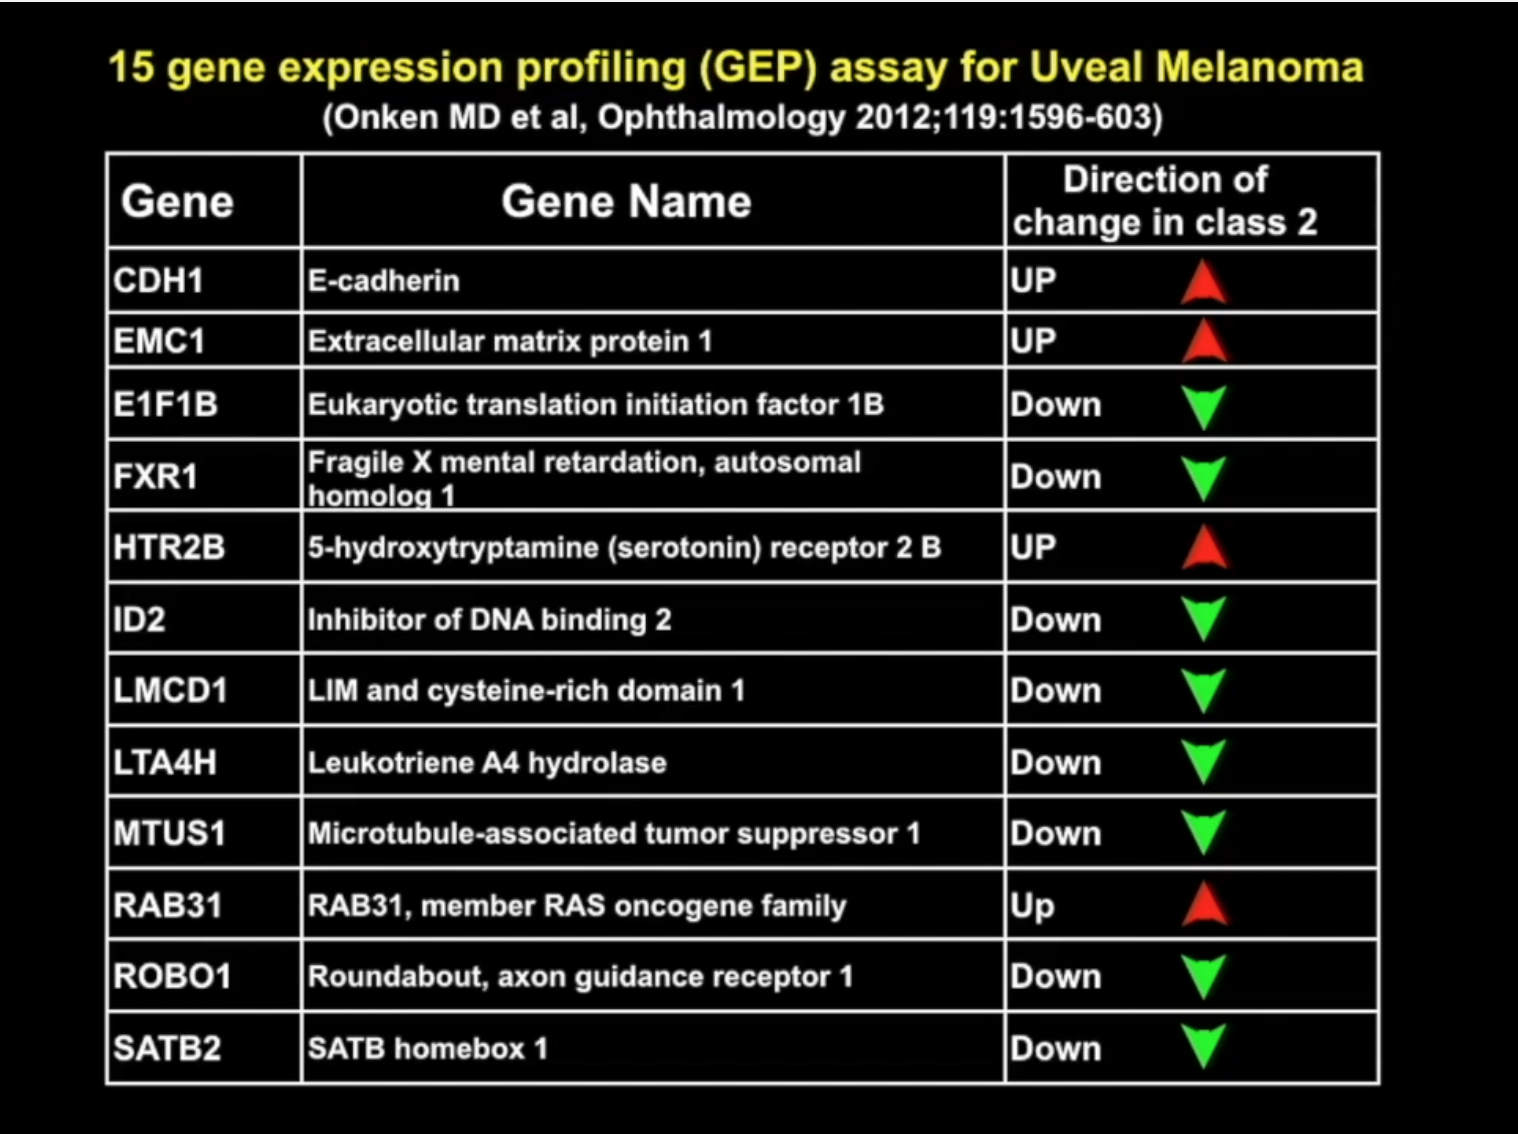 15 gene expression profiling (GEP) assay for Uveal Melanoma
(Onken MD et al, Ophthalmology 2012;119:1596-603)
Gene Gene Name Direction of
change in class 2
CDH1 E-cadherin UP
EMC1 Extracellular matrix protein 1 UP
E1F1B Eukaryotic translation initiation factor 1B Down
FXR1 Fragile X mental retardation, autosomal
homolog 1 Down
HTR2B 5-hydroxytryptamine (serotonin) receptor 2 B UP
ID2 Inhibitor of DNA binding 2 Down
LMCD1 LIM and cysteine-rich domain 1 Down
LTA4H Leukotriene A4 hydrolase Down
MTUS1 Microtubule-associated tumor suppressor 1 Down
RAB31 RAB31, member RAS oncogene family Up
ROBO1 Roundabout, axon guidance receptor 1 Down
SATB2 SATB homebox 1 Down